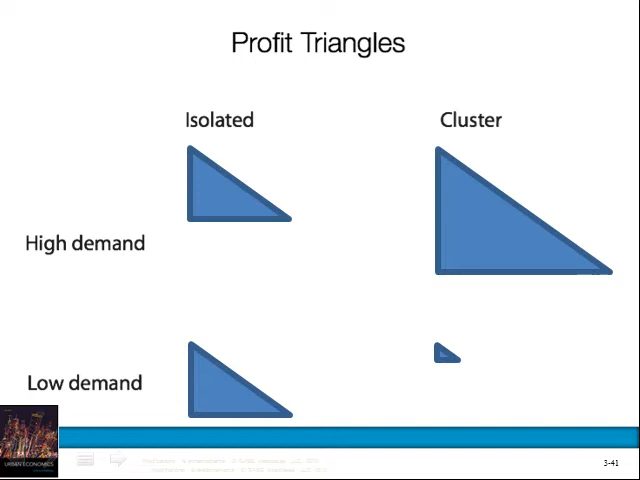 Profit Triangles
Isolated
Cluster
High demand
Low demand
URBAN ECONOMICS
3-41